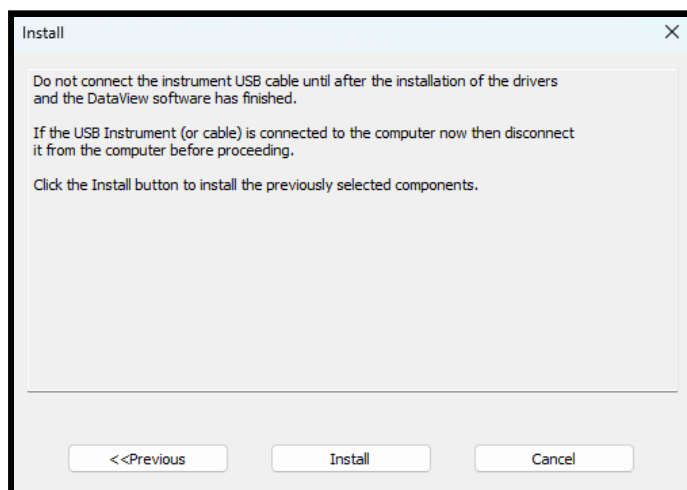 Install
Do not connect the instrument USB cable until after the installation of the drivers
and the DataView software has finished.
If the USB Instrument (or cable) is connected to the computer now then disconnect
it from the computer before proceeding.
Click the Install button to install the previously selected components.
<<Previous
Install
Cancel